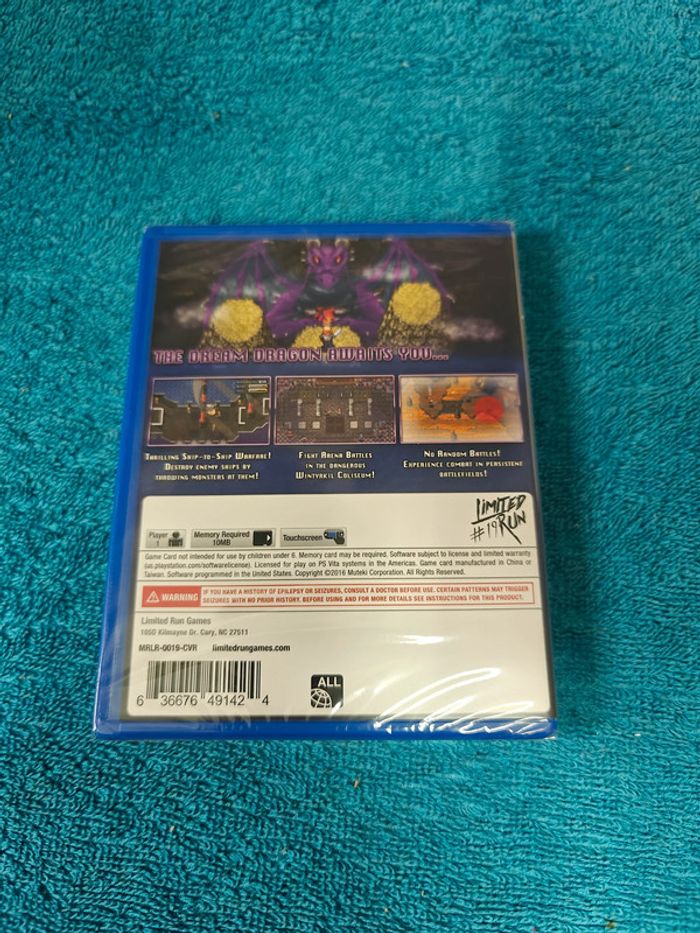 THE DREAM DRAGON AWAITS YOU...
THRILLING SHIP-TO-SHIP WARFARE!
DESTROY ENEMY SHIPS BY
THROWING MONSTERS AT THEM!
FIGHT ARENA BATTLES
IN THE DANGEROUS
WINTYRKIL COLISEUM!
NO RANDOM BATTLES!
EXPERIENCE COMBAT IN PERSISTENT
BATTLEFIELDS!
LIMITED
RUN
#19
Player
1
Memory Required
10MB
Touchscreen
Game Card not intended for use by children under 6. Memory card may be required. Software subject to license and limited warranty
(us.playstation.com/softwarelicense). Licensed for play on PS Vita systems in the Americas. Game card manufactured in China or
Taiwan. Software programmed in the United States. Copyright ©2016 Muteki Corporation. All Rights Reserved.
WARNING
IF YOU HAVE A HISTORY OF EPILEPSY OR SEIZURES, CONSULT A DOCTOR BEFORE USE. CERTAIN PATTERNS MAY TRIGGER
SEIZURES WITH NO PRIOR HISTORY. BEFORE USING AND FOR MORE DETAILS SEE INSTRUCTIONS FOR THIS PRODUCT.
Limited Run Games
1050 Kilmayne Dr. Cary, NC 27511
MRLR-0019-CVR limitedrungames.com
6 36676 49142 4
ALL